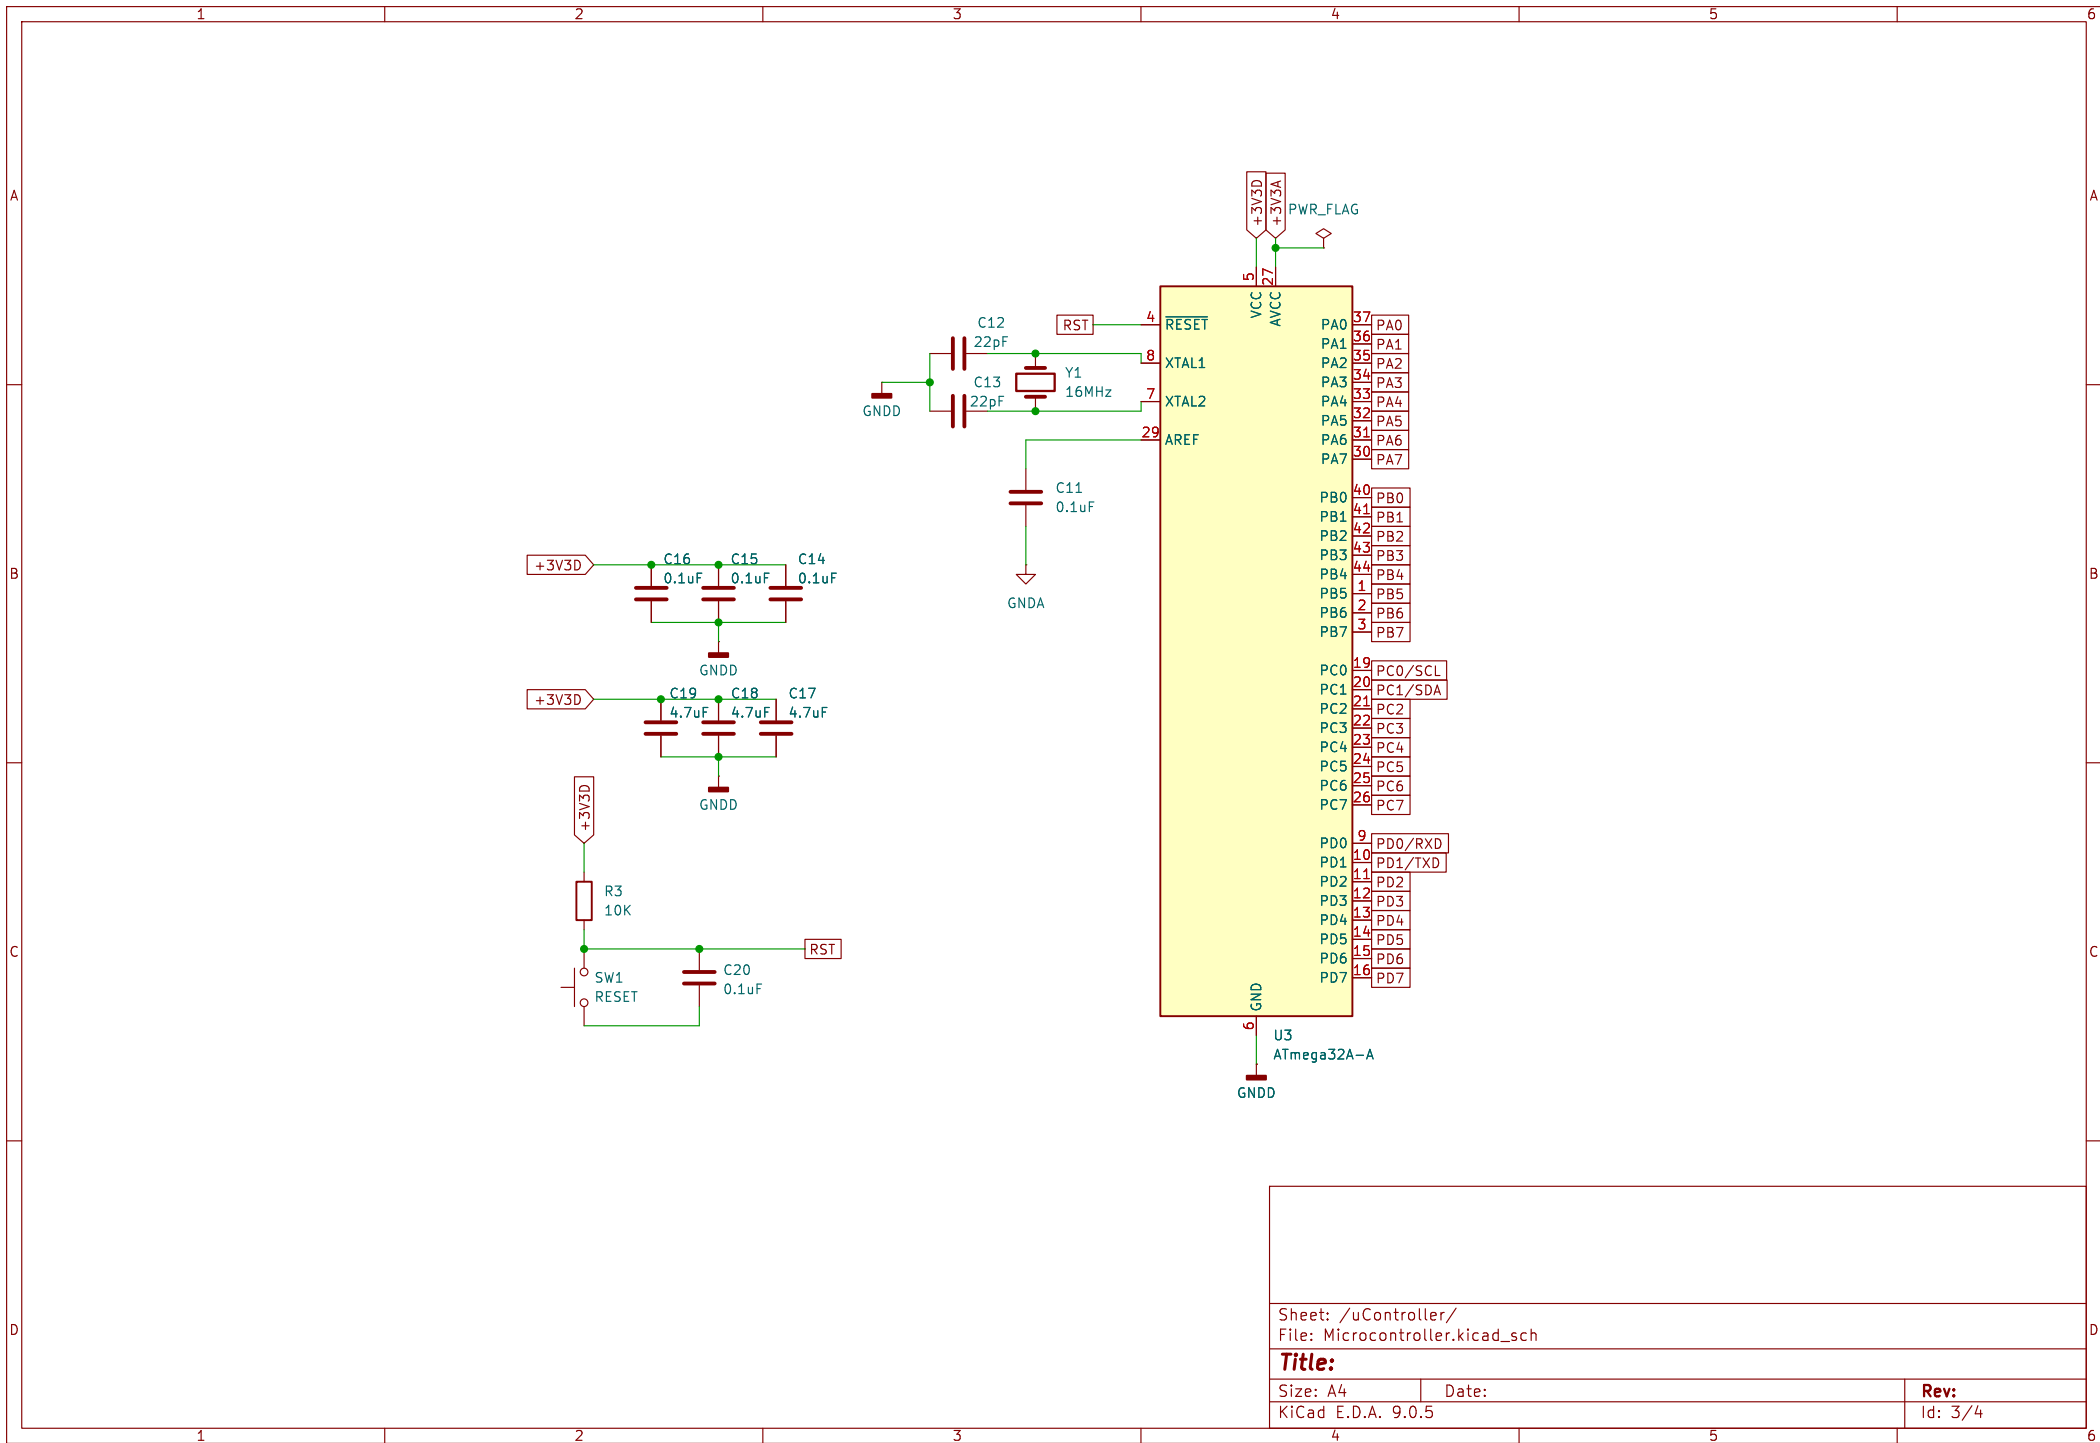 1 2 3 4 5 6
A
B
C
D
A
B
C
D
1 2 3 4 5 6
+3V3D
+3V3A
PWR_FLAG
5
27
VCC
AVCC
RST
4
RESET
C12
22pF
8
XTAL1
C13
22pF
Y1
16MHz
7
XTAL2
GNDD
29
AREF
C11
0.1uF
GNDA
PA0 37 PA0
PA1 36 PA1
PA2 35 PA2
PA3 34 PA3
PA4 33 PA4
PA5 32 PA5
PA6 31 PA6
PA7 30 PA7
PB0 40 PB0
PB1 41 PB1
PB2 42 PB2
PB3 43 PB3
PB4 44 PB4
PB5 1 PB5
PB6 2 PB6
PB7 3 PB7
PC0 19 PC0/SCL
PC1 20 PC1/SDA
PC2 21 PC2
PC3 22 PC3
PC4 23 PC4
PC5 24 PC5
PC6 25 PC6
PC7 26 PC7
PD0 9 PD0/RXD
PD1 10 PD1/TXD
PD2 11 PD2
PD3 12 PD3
PD4 13 PD4
PD5 14 PD5
PD6 15 PD6
PD7 16 PD7
GND
6
U3
ATmega32A-A
GNDD
+3V3D
C16
0.1uF
C15
0.1uF
C14
0.1uF
GNDD
+3V3D
C19
4.7uF
C18
4.7uF
C17
4.7uF
GNDD
+3V3D
R3
10K
RST
SW1
RESET
C20
0.1uF
Sheet: /uController/
File: Microcontroller.kicad_sch
Title:
Size: A4 Date: Rev:
KiCad E.D.A. 9.0.5 Id: 3/4